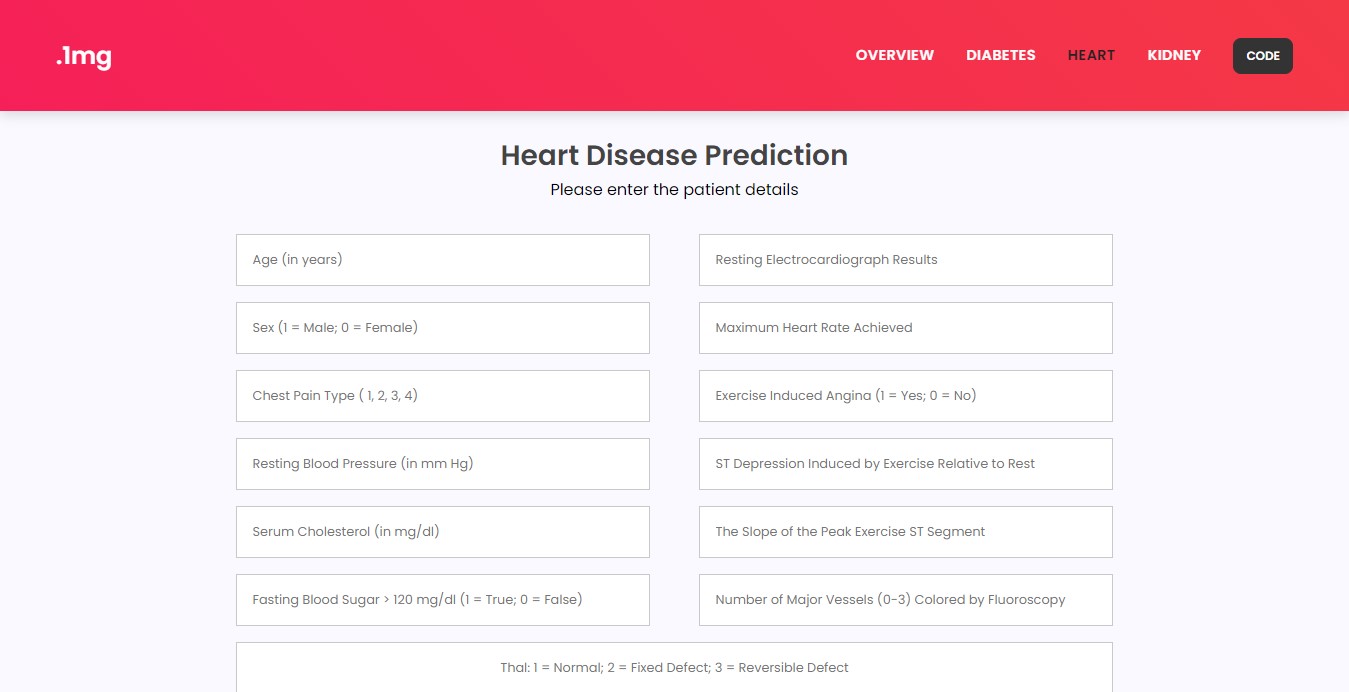 .1mg
OVERVIEW DIABETES HEART KIDNEY CODE
Heart Disease Prediction
Please enter the patient details
Age (in years)
Resting Electrocardiograph Results
Sex (1 = Male; 0 = Female)
Maximum Heart Rate Achieved
Chest Pain Type ( 1, 2, 3, 4)
Exercise Induced Angina (1 = Yes; 0 = No)
Resting Blood Pressure (in mm Hg)
ST Depression Induced by Exercise Relative to Rest
Serum Cholesterol (in mg/dl)
The Slope of the Peak Exercise ST Segment
Fasting Blood Sugar > 120 mg/dl (1 = True; 0 = False)
Number of Major Vessels (0-3) Colored by Fluoroscopy
Thal: 1 = Normal; 2 = Fixed Defect; 3 = Reversible Defect